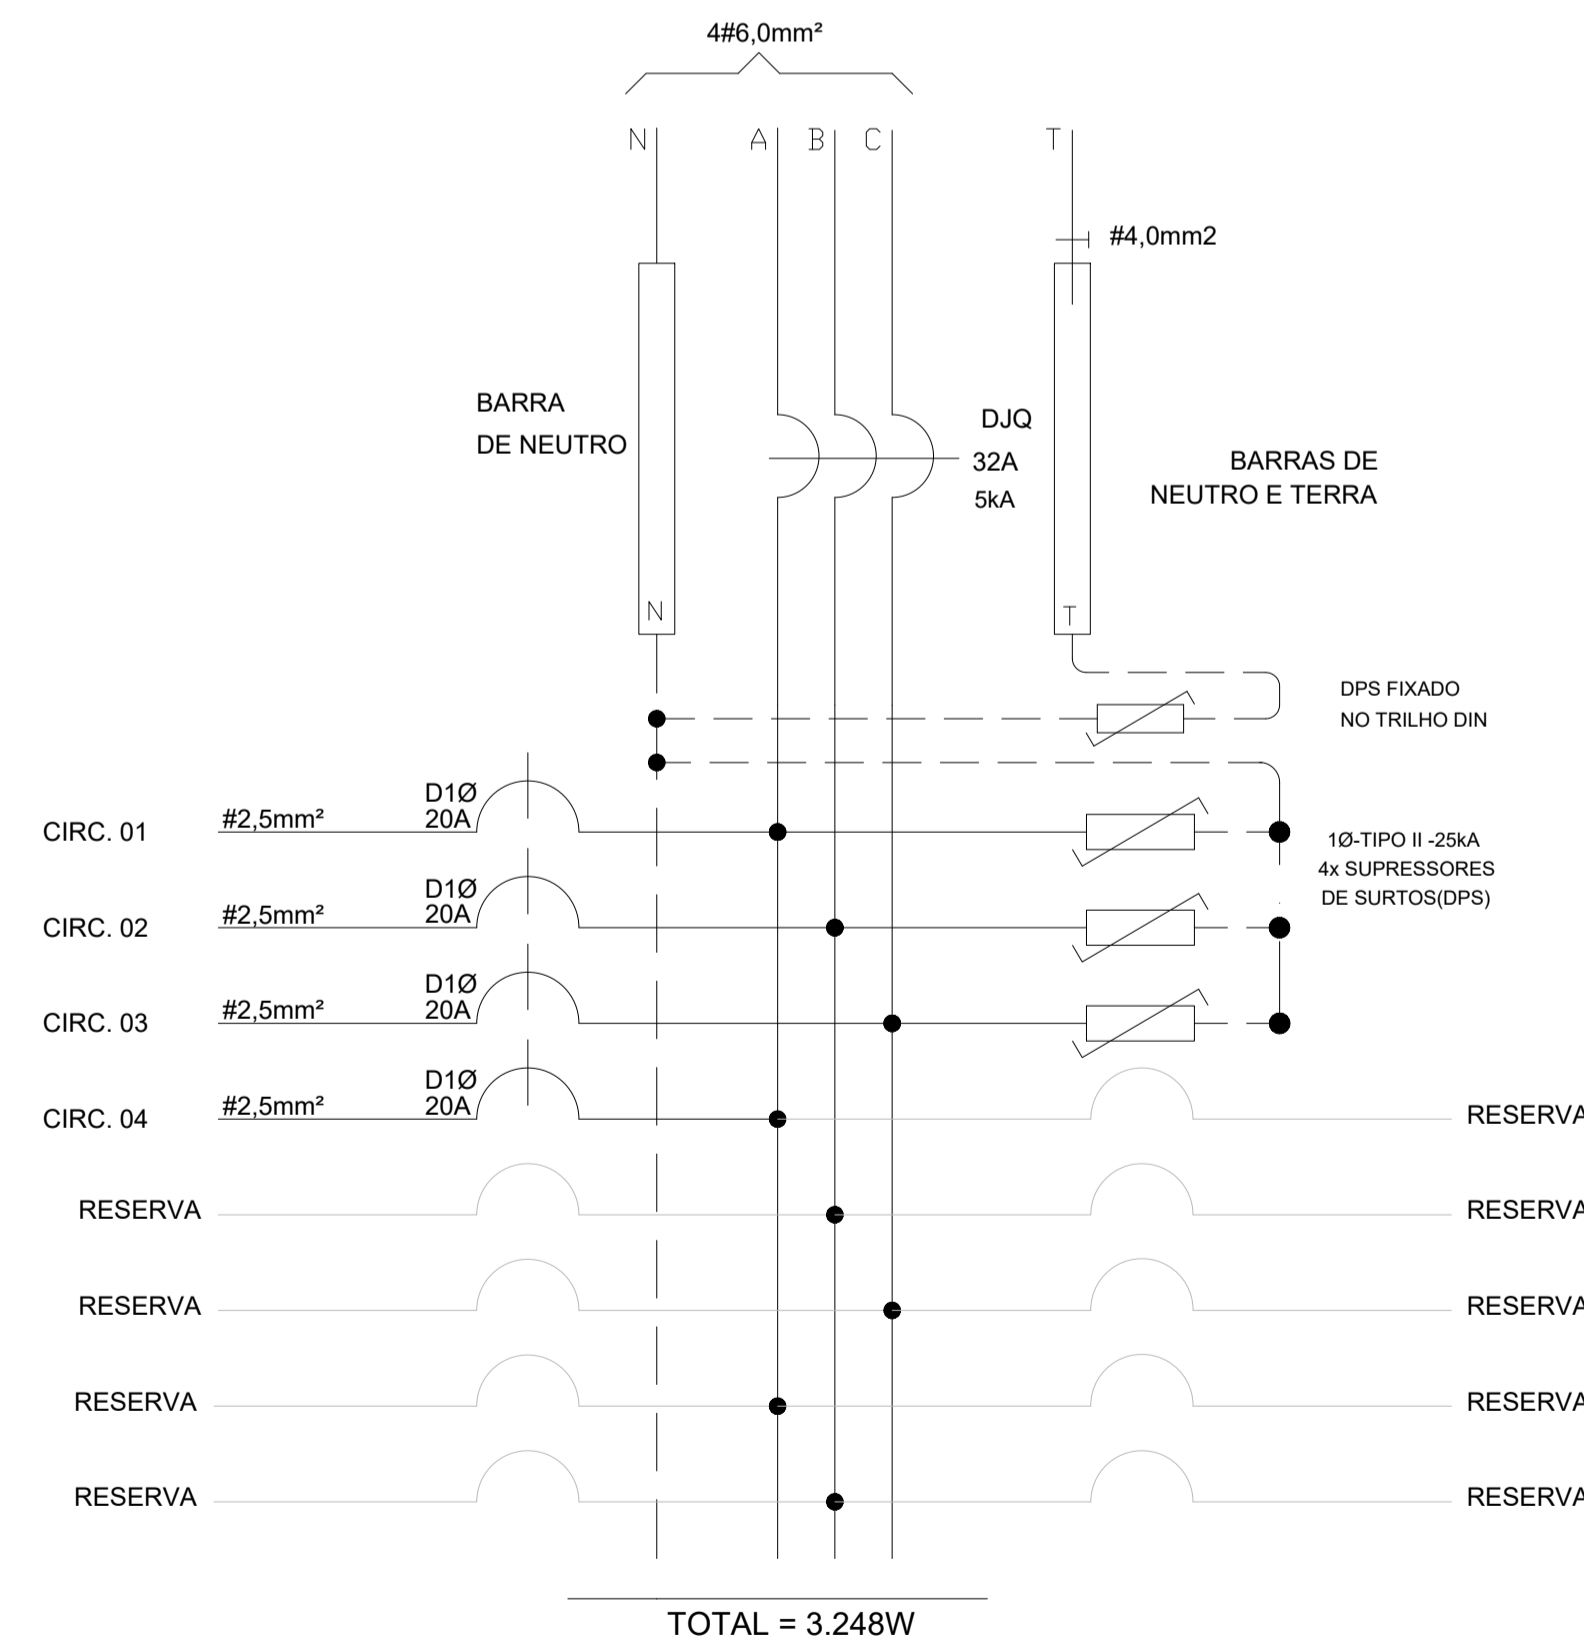 4#6,0mm²
N A B C T
#4,0mm2
BARRA
DE NEUTRO
DJQ
32A
5kA
BARRAS DE
NEUTRO E TERRA
N
T
DPS FIXADO
NO TRILHO DIN
CIRC. 01 #2,5mm² D1Ø
20A
1Ø-TIPO II -25kA
4x SUPRESSORES
DE SURTOS(DPS)
CIRC. 02 #2,5mm² D1Ø
20A
CIRC. 03 #2,5mm² D1Ø
20A
CIRC. 04 #2,5mm² D1Ø
20A
RESERVA
RESERVA RESERVA
RESERVA RESERVA
RESERVA RESERVA
RESERVA RESERVA
TOTAL = 3.248W